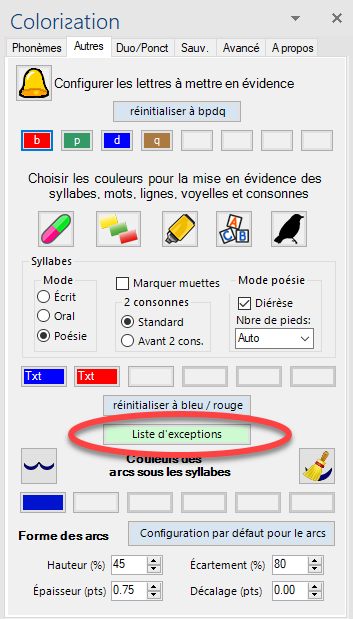 Colorization
Phonèmes Autres Duo/Ponct Sauv. Avancé A propos
Configurer les lettres à mettre en évidence
réinitialiser à bpdq
b p d q
Choisir les couleurs pour la mise en évidence des
syllabes, mots, lignes, voyelles et consonnes
A
C B
Syllabes
Mode
Écrit
Oral
Poésie
Marquer muettes
2 consonnes
Standard
Avant 2 cons.
Mode poésie
Diérèse
Nbre de pieds:
Auto
Txt Txt
réinitialiser à bleu / rouge
Liste d'exceptions
Couleurs des
arcs sous les syllabes
Forme des arcs Configuration par défaut pour le arcs
Hauteur (%) 45 Écartement (%) 80
Épaisseur (pts) 0.75 Décalage (pts) 0.00